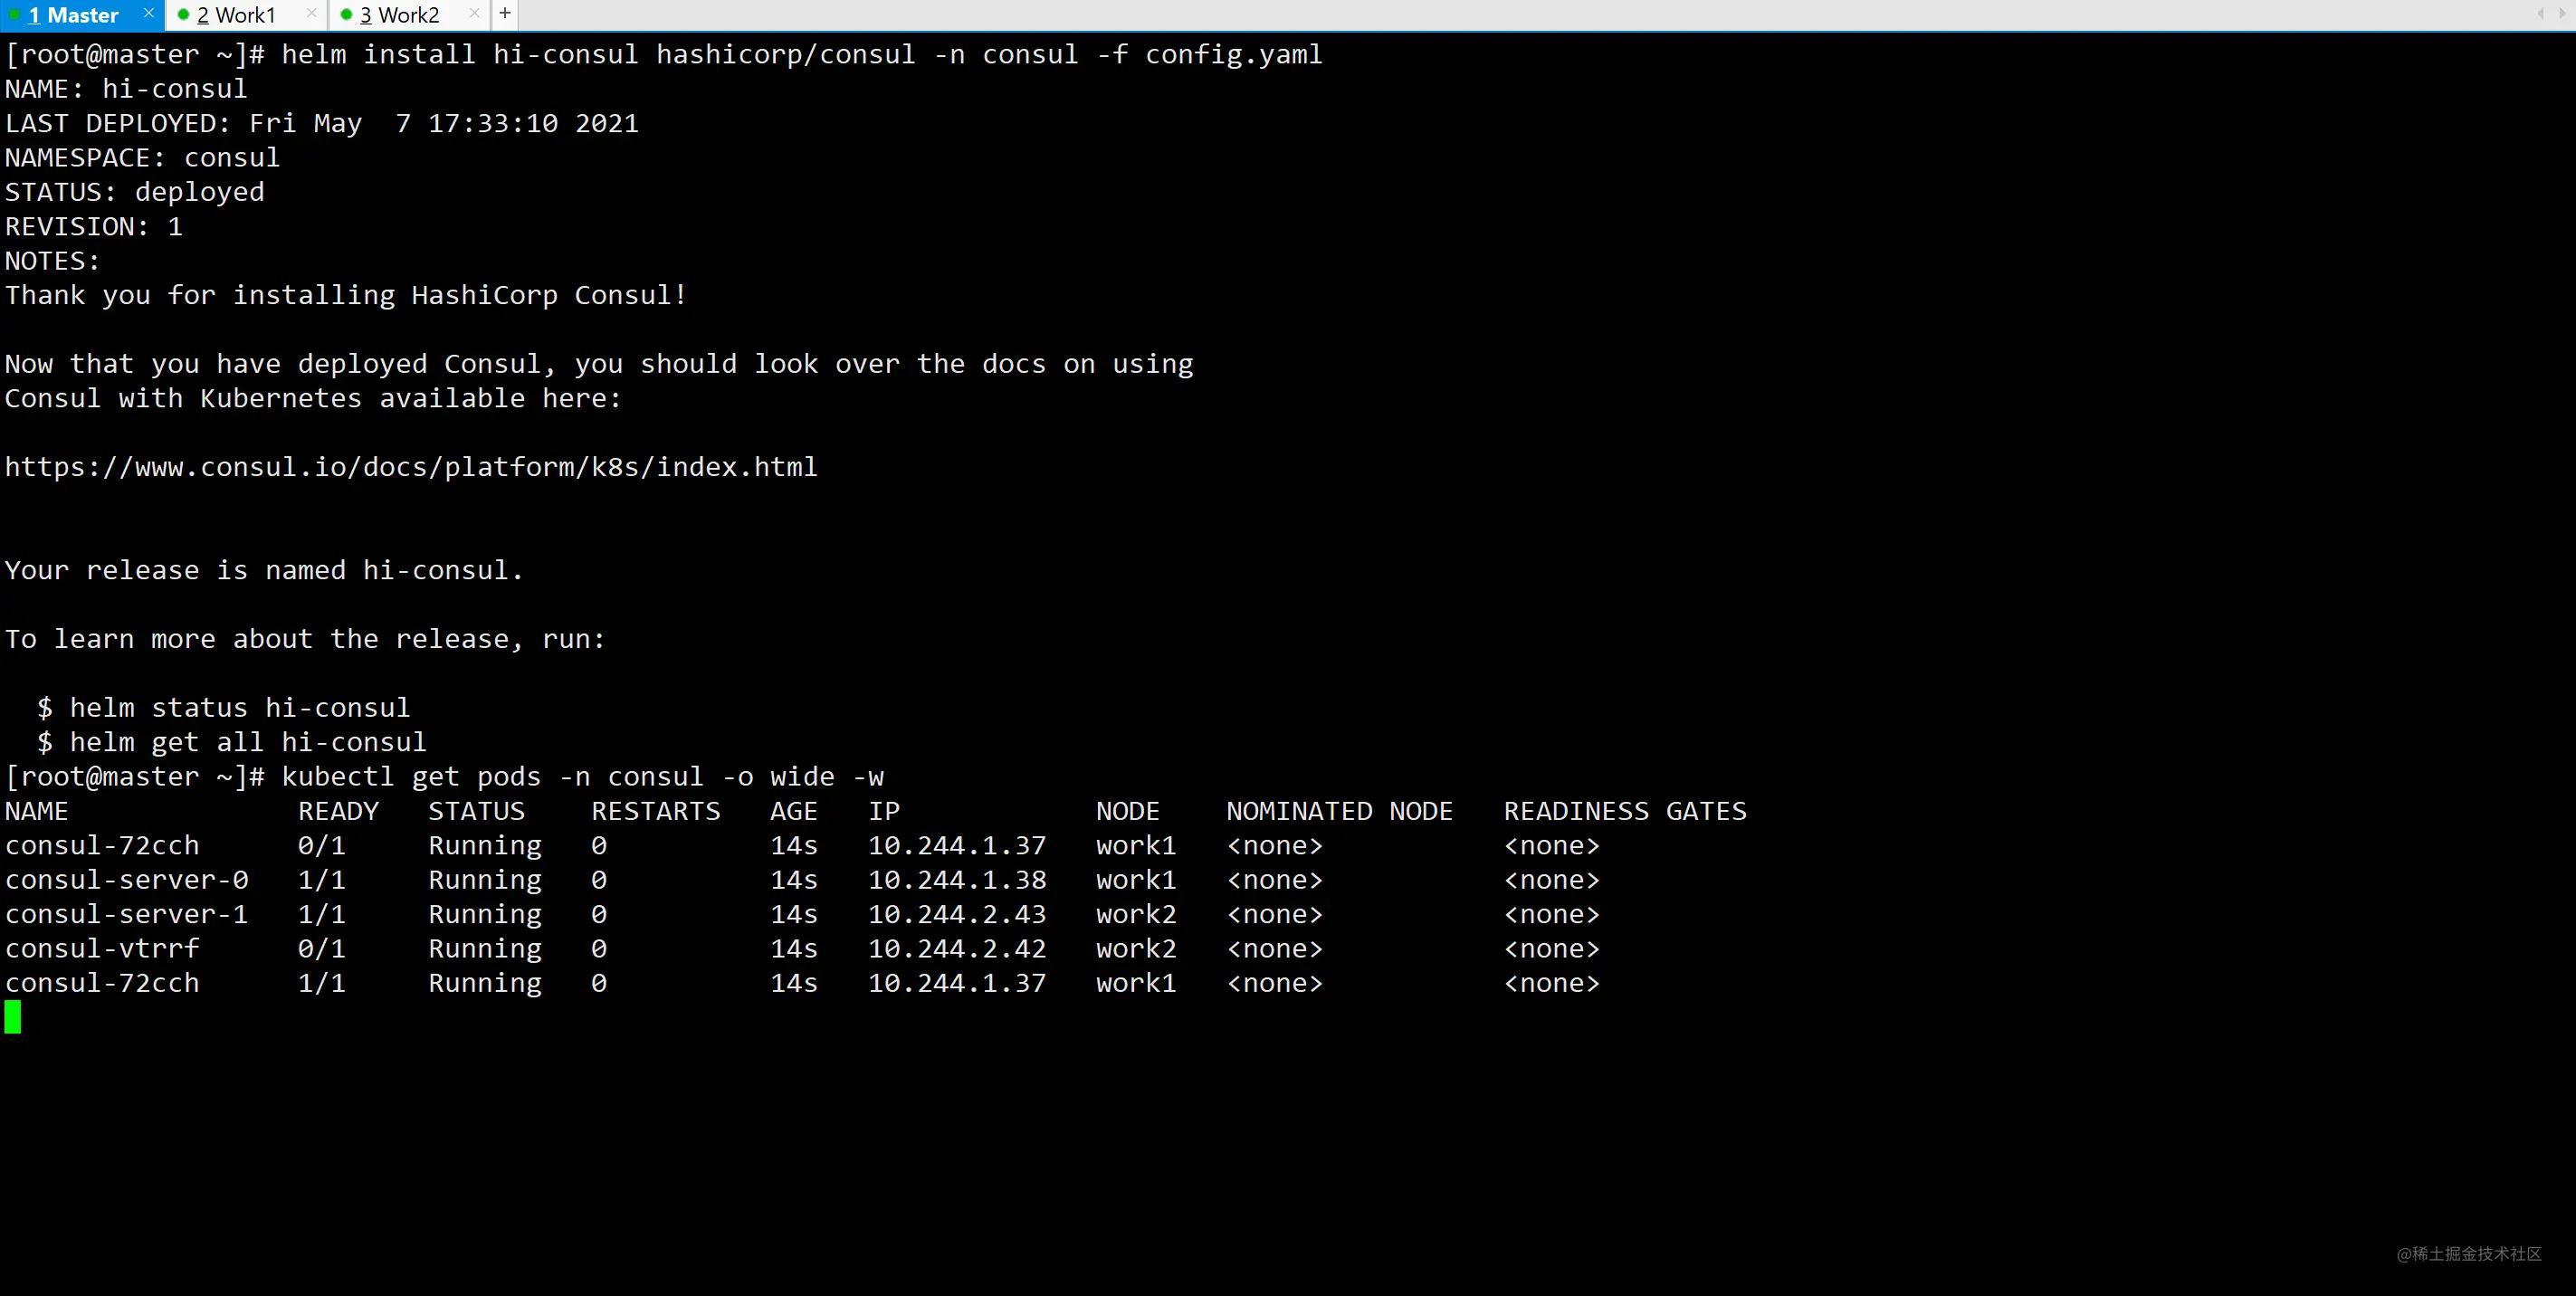 1 Master × 2 Work1 × 3 Work2 × +
[root@master ~]# helm install hi-consul hashicorp/consul -n consul -f config.yaml
NAME: hi-consul
LAST DEPLOYED: Fri May  7 17:33:10 2021
NAMESPACE: consul
STATUS: deployed
REVISION: 1
NOTES:
Thank you for installing HashiCorp Consul!
Now that you have deployed Consul, you should look over the docs on using
Consul with Kubernetes available here:
https://www.consul.io/docs/platform/k8s/index.html
Your release is named hi-consul.
To learn more about the release, run:
  $ helm status hi-consul
  $ helm get all hi-consul
[root@master ~]# kubectl get pods -n consul -o wide -w
NAME              READY   STATUS    RESTARTS   AGE   IP            NODE    NOMINATED NODE   READINESS GATES
consul-72cch      0/1     Running   0          14s   10.244.1.37   work1   <none>           <none>
consul-server-0   1/1     Running   0          14s   10.244.1.38   work1   <none>           <none>
consul-server-1   1/1     Running   0          14s   10.244.2.43   work2   <none>           <none>
consul-vtrrf      0/1     Running   0          14s   10.244.2.42   work2   <none>           <none>
consul-72cch      1/1     Running   0          14s   10.244.1.37   work1   <none>           <none>
@稀土掘金技术社区